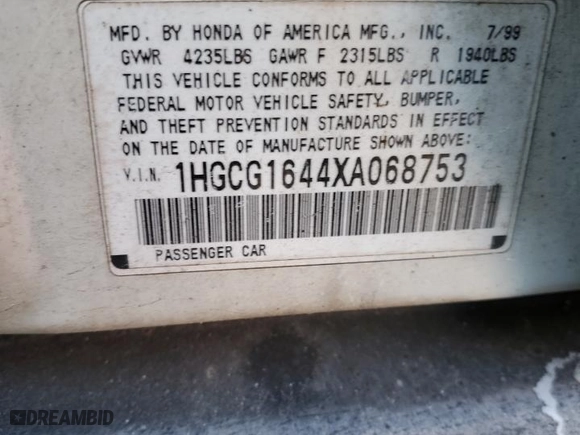 MFD. BY HONDA OF AMERICA MFG., INC. 7/99
GVWR 4235LBS GAWR F 2315LBS R 1940LBS
THIS VEHICLE CONFORMS TO ALL APPLICABLE
FEDERAL MOTOR VEHICLE SAFETY, BUMPER,
AND THEFT PREVENTION STANDARDS IN EFFECT
ON THE DATE OF MANUFACTURE SHOWN ABOVE:
V.I.N. 1HGCG1644XA068753
PASSENGER CAR
DREAMBID